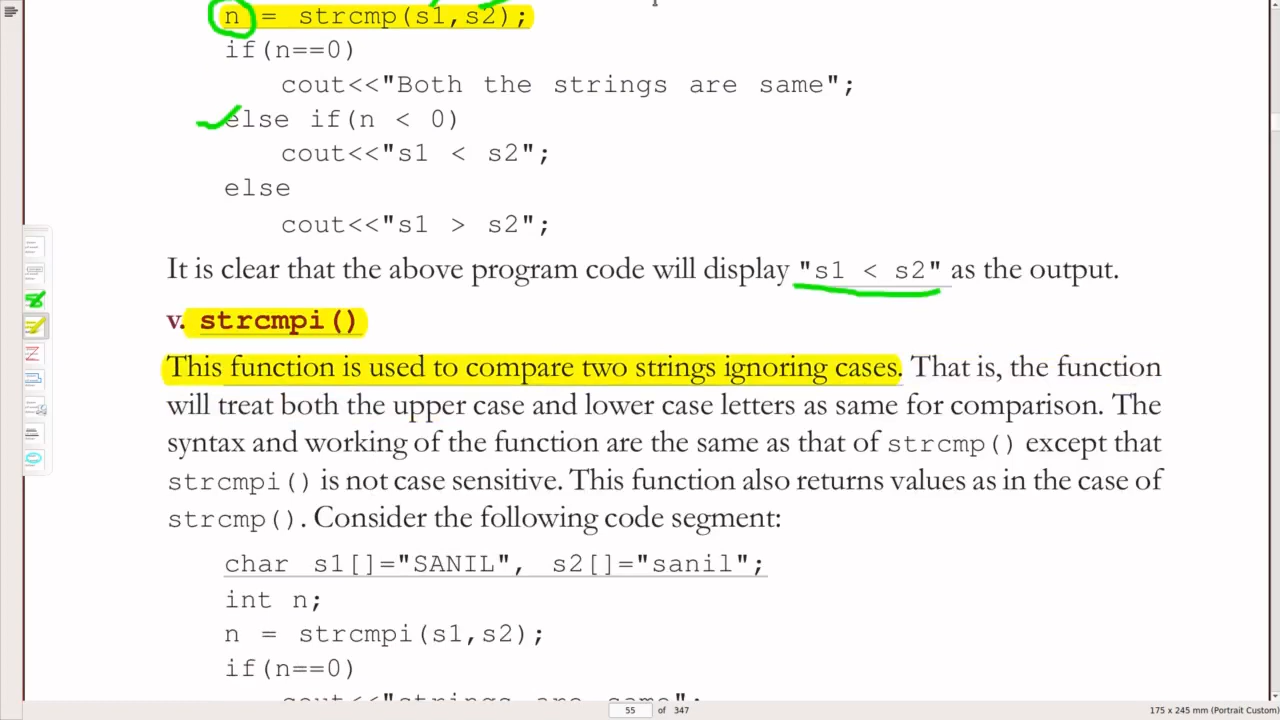 n = strcmp(s1,s2);
if(n==0)
cout<<"Both the strings are same";
else if(n < 0)
cout<<"s1 < s2";
else
cout<<"s1 > s2";
It is clear that the above program code will display "s1 < s2" as the output.
v. strcmpi()
This function is used to compare two strings ignoring cases. That is, the function
will treat both the upper case and lower case letters as same for comparison. The
syntax and working of the function are the same as that of strcmp() except that
strcmpi() is not case sensitive. This function also returns values as in the case of
strcmp(). Consider the following code segment:
char s1[]="SANIL", s2[]="sanil";
int n;
n = strcmpi(s1,s2);
if(n==0)
cout<<"strings are same";
55 of 347
175 x 245 mm (Portrait Custom)